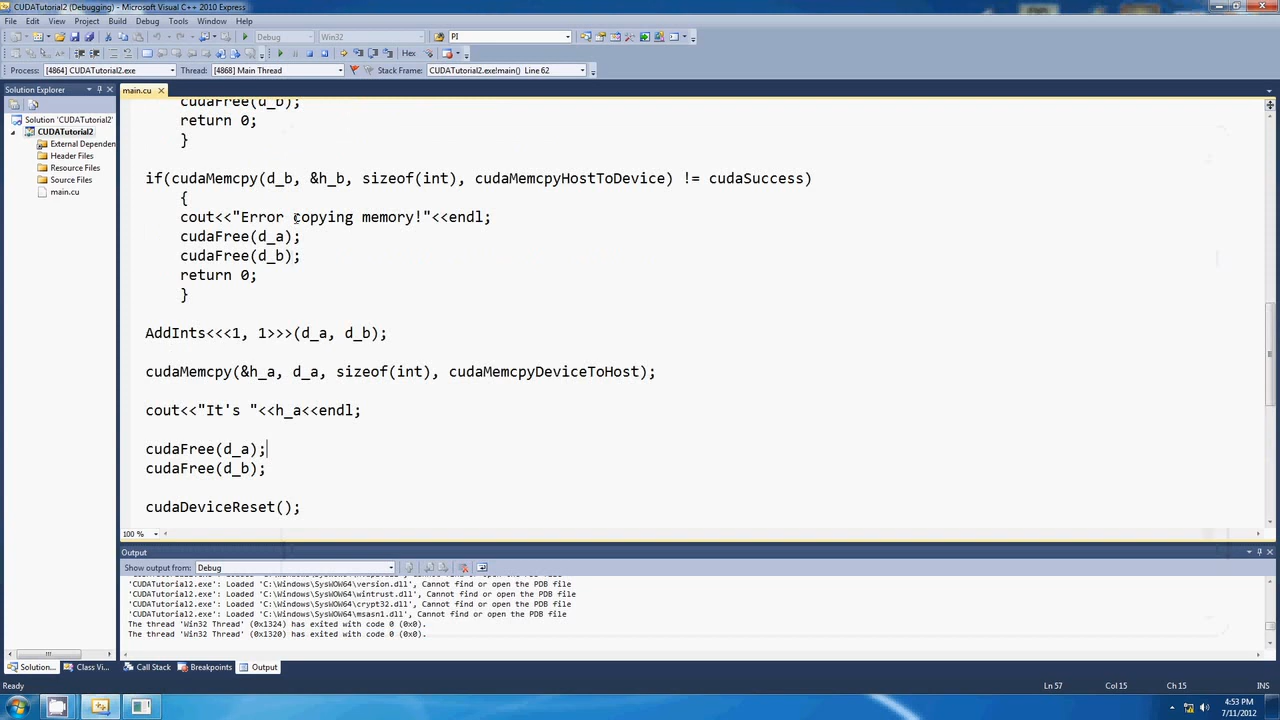 CUDATutorial2 (Debugging) - Microsoft Visual C++ 2010 Express
File Edit View Project Build Debug Tools Window Help
Debug Win32 PI
Hex
Process: [4864] CUDATutorial2.exe Thread: [4868] Main Thread Stack Frame: CUDATutorial2.exe!main() Line 62
Solution Explorer
main.cu
Solution 'CUDATutorial2'
CUDATutorial2
External Dependen
Header Files
Resource Files
Source Files
main.cu
cudaFree(d_b);
return 0;
}
if(cudaMemcpy(d_b, &h_b, sizeof(int), cudaMemcpyHostToDevice) != cudaSuccess)
{
cout<<"Error copying memory!"<<endl;
cudaFree(d_a);
cudaFree(d_b);
return 0;
}
AddInts<<<1, 1>>>(d_a, d_b);
cudaMemcpy(&h_a, d_a, sizeof(int), cudaMemcpyDeviceToHost);
cout<<"It's "<<h_a<<endl;
cudaFree(d_a);
cudaFree(d_b);
cudaDeviceReset();
100 %
Output
Show output from: Debug
'CUDATutorial2.exe': Loaded 'C:\Windows\SysWOW64\version.dll', Cannot find or open the PDB file
'CUDATutorial2.exe': Loaded 'C:\Windows\SysWOW64\wintrust.dll', Cannot find or open the PDB file
'CUDATutorial2.exe': Loaded 'C:\Windows\SysWOW64\crypt32.dll', Cannot find or open the PDB file
'CUDATutorial2.exe': Loaded 'C:\Windows\SysWOW64\msasn1.dll', Cannot find or open the PDB file
The thread 'Win32 Thread' (0x1324) has exited with code 0 (0x0).
The thread 'Win32 Thread' (0x1320) has exited with code 0 (0x0).
Solution... Class Vi... Call Stack Breakpoints Output
Ready Ln 57 Col 15 Ch 15 INS
4:53 PM
7/11/2012